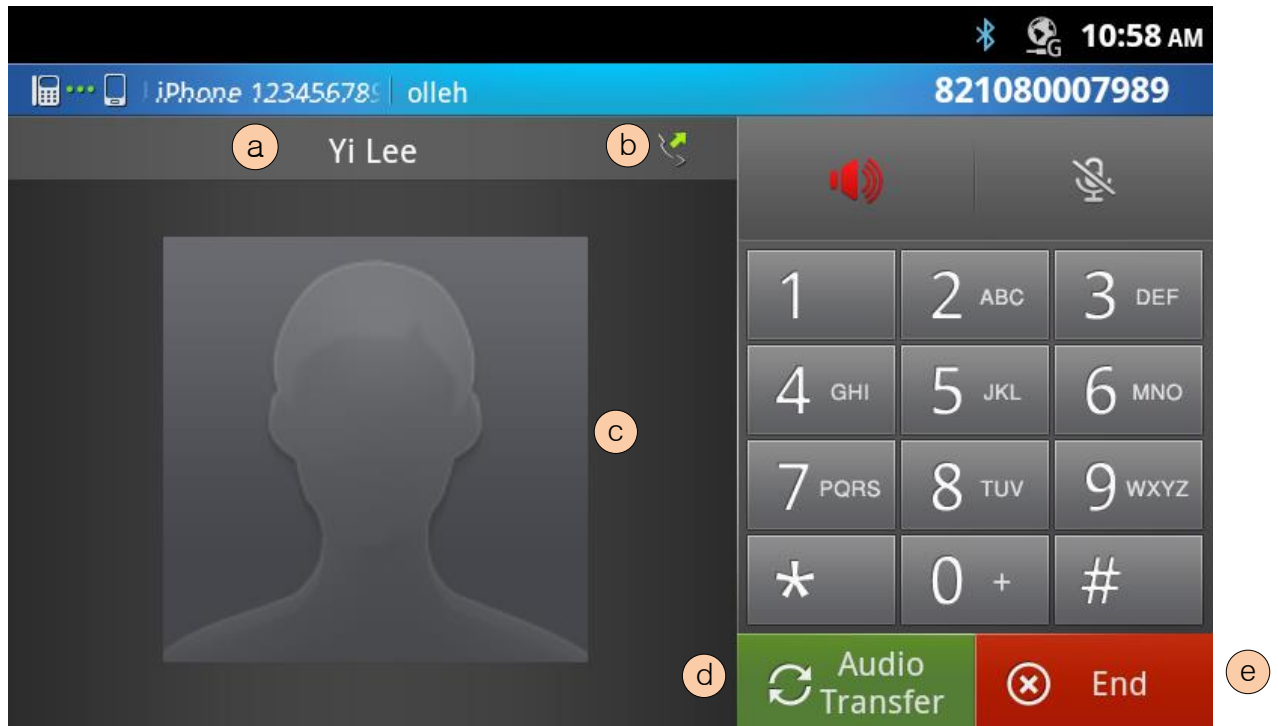 10:58 AM
iPhone 123456789 olleh 821080007989
a Yi Lee b
1 2 ABC 3 DEF
4 GHI 5 JKL 6 MNO
c
7 PQRS 8 TUV 9 WXYZ
* 0 + #
d Audio Transfer End e